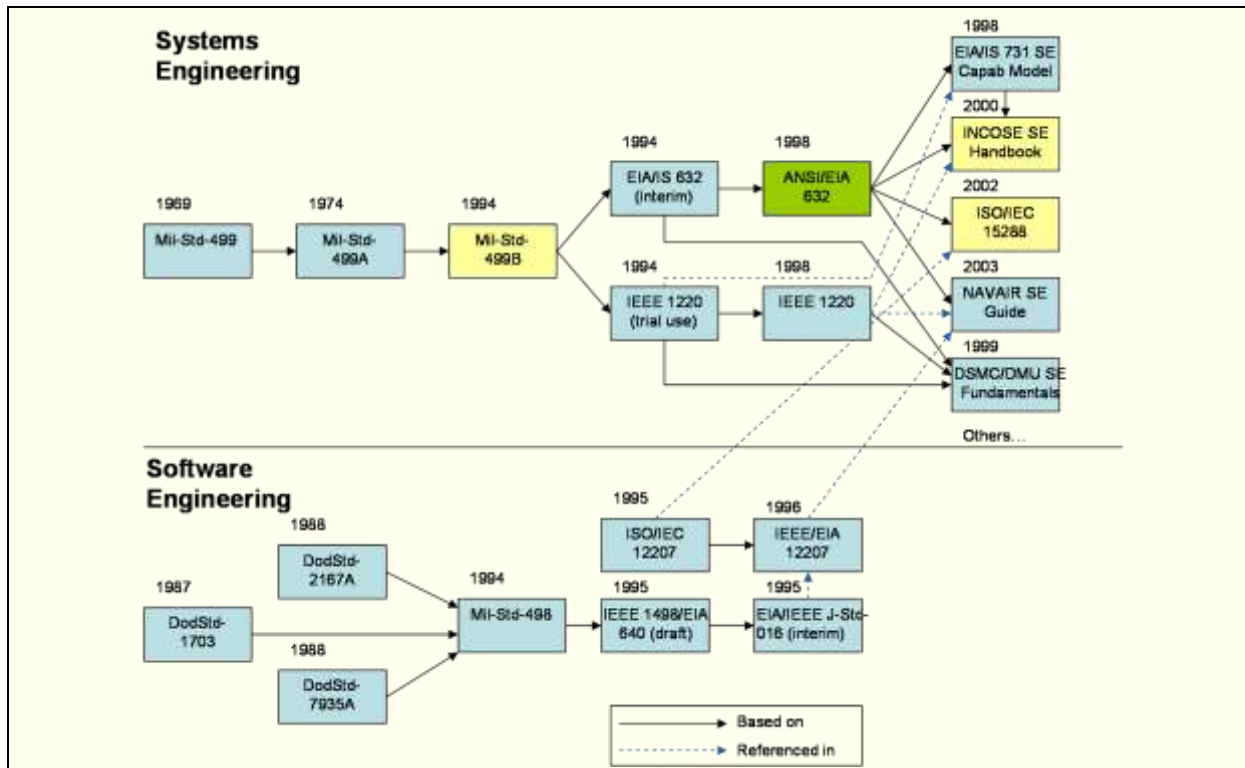 Systems
Engineering
1998
EIA/IS 731 SE
Capab Model
2000
INCOSE SE
Handbook
1994
EIA/IS 632
(interim)
1998
ANSI/EIA
632
2002
ISO/IEC
15288
1969
Mil-Std-499
1974
Mil-Std-
499A
1994
Mil-Std-
499B
1994
IEEE 1220
(trial use)
1998
IEEE 1220
2003
NAVAIR SE
Guide
1999
DSMC/DMU SE
Fundamentals
Others...
Software
Engineering
1995
ISO/IEC
12207
1996
IEEE/EIA
12207
1988
DodStd-
2167A
1987
DodStd-
1703
1994
Mil-Std-498
1995
IEEE 1498/EIA
640 (draft)
1995
EIA/IEEE J-Std-
016 (interim)
1988
DodStd-
7935A
Based on
Referenced in